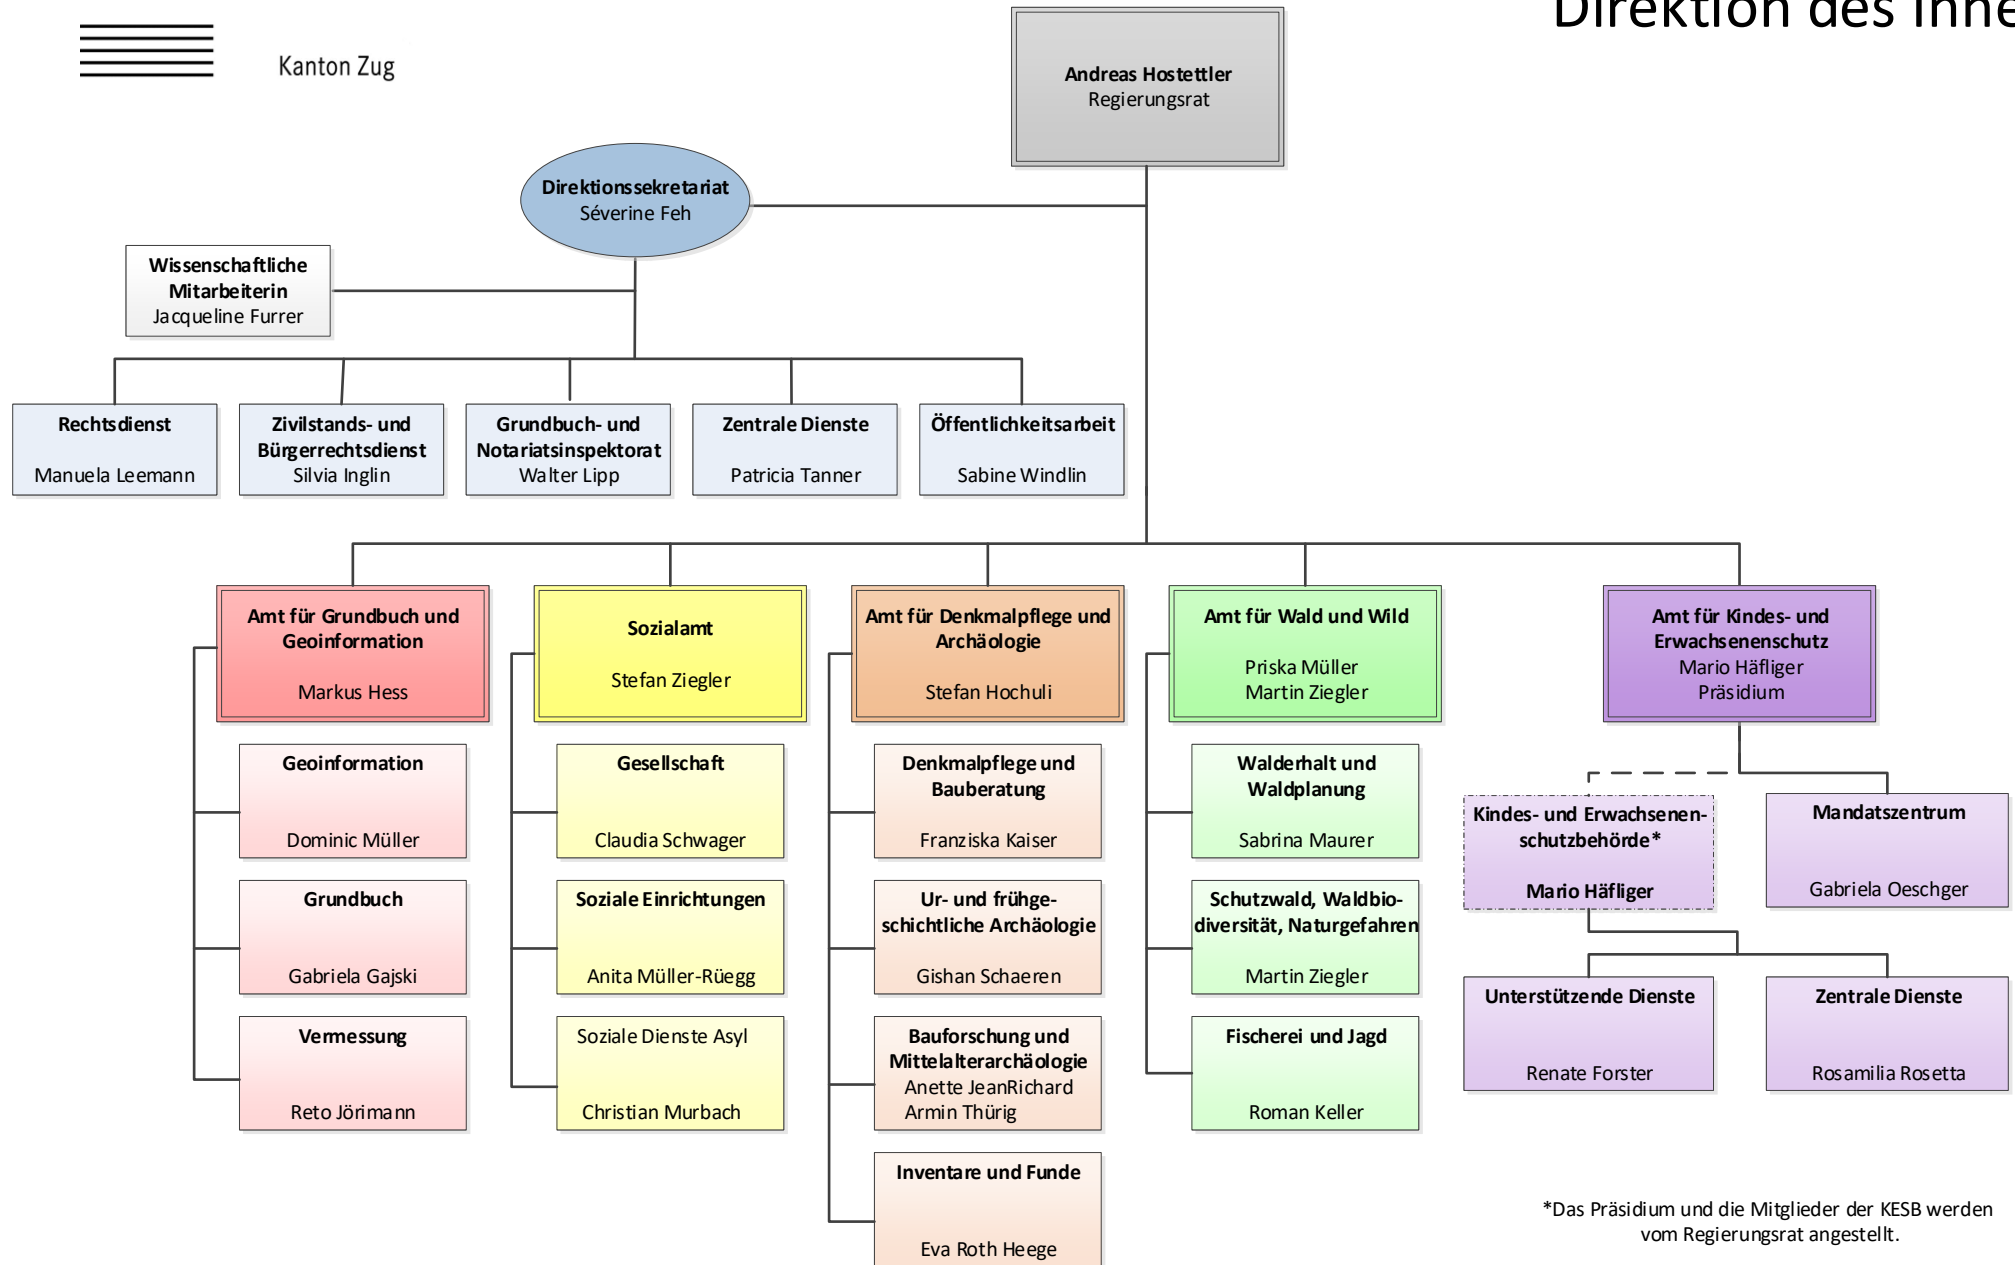 Direktion des Inne
Kanton Zug
Andreas Hostettler
Regierungsrat
Direktionssekretariat
Séverine Feh
Wissenschaftliche
Mitarbeiterin
Jacqueline Furrer
Rechtsdienst
Manuela Leemann
Zivilstands- und
Bürgerrechtsdienst
Silvia Inglin
Grundbuch- und
Notariatsinspektorat
Walter Lipp
Zentrale Dienste
Patricia Tanner
Öffentlichkeitsarbeit
Sabine Windlin
Amt für Grundbuch und
Geoinformation
Markus Hess
Sozialamt
Stefan Ziegler
Amt für Denkmalpflege und
Archäologie
Stefan Hochuli
Amt für Wald und Wild
Priska Müller
Martin Ziegler
Amt für Kindes- und
Erwachsenenschutz
Mario Häfliger
Präsidium
Geoinformation
Dominic Müller
Grundbuch
Gabriela Gajski
Vermessung
Reto Jörimann
Gesellschaft
Claudia Schwager
Soziale Einrichtungen
Anita Müller-Rüegg
Soziale Dienste Asyl
Christian Murbach
Denkmalpflege und
Bauberatung
Franziska Kaiser
Ur- und frühge-
schichtliche Archäologie
Gishan Schaeren
Bauforschung und
Mittelalterarchäologie
Anette JeanRichard
Armin Thürig
Inventare und Funde
Eva Roth Heege
Walderhalt und
Waldplanung
Sabrina Maurer
Schutzwald, Waldbio-
diversität, Naturgefahren
Martin Ziegler
Fischerei und Jagd
Roman Keller
Kindes- und Erwachsenen-
schutzbehörde*
Mario Häfliger
Mandatszentrum
Gabriela Oeschger
Unterstützende Dienste
Renate Forster
Zentrale Dienste
Rosamilia Rosetta
*Das Präsidium und die Mitglieder der KESB werden
vom Regierungsrat angestellt.